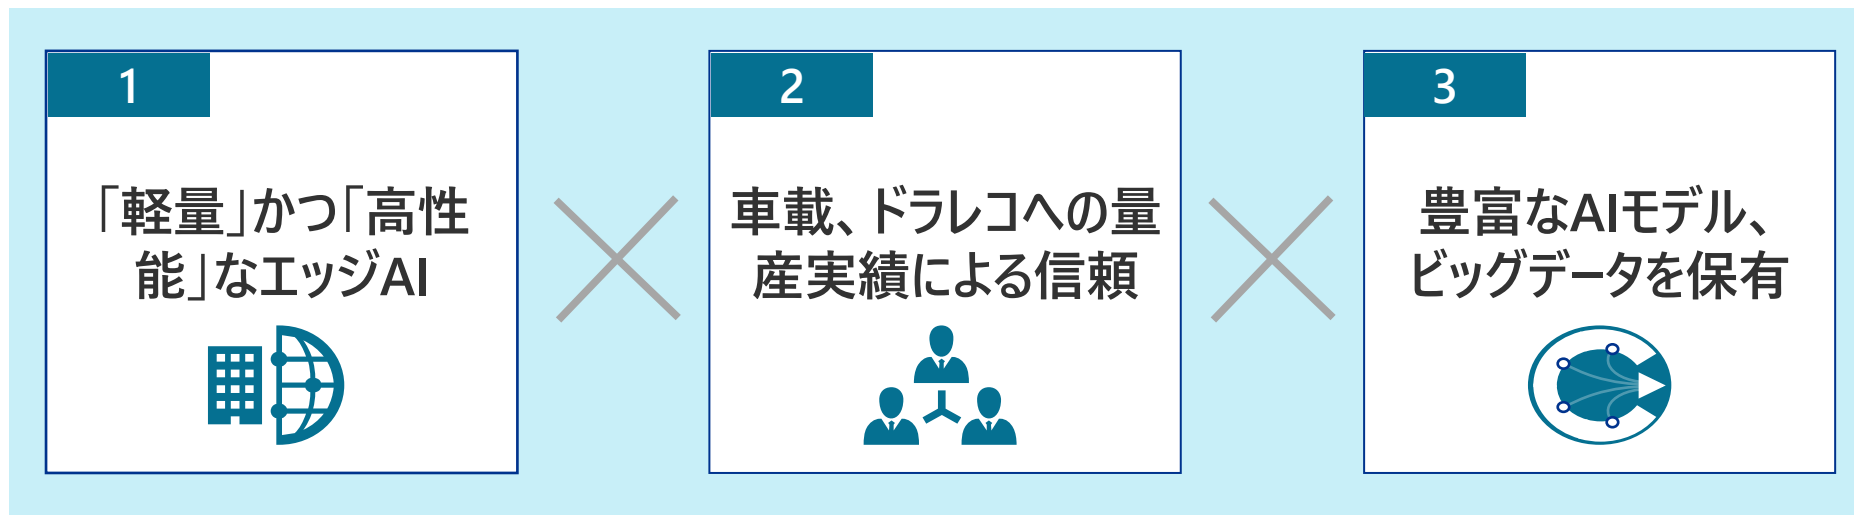 1
「軽量」かつ「高性
能」なエッジAI
2
車載、ドラレコへの量
産実績による信頼
3
豊富なAIモデル、
ビッグデータを保有